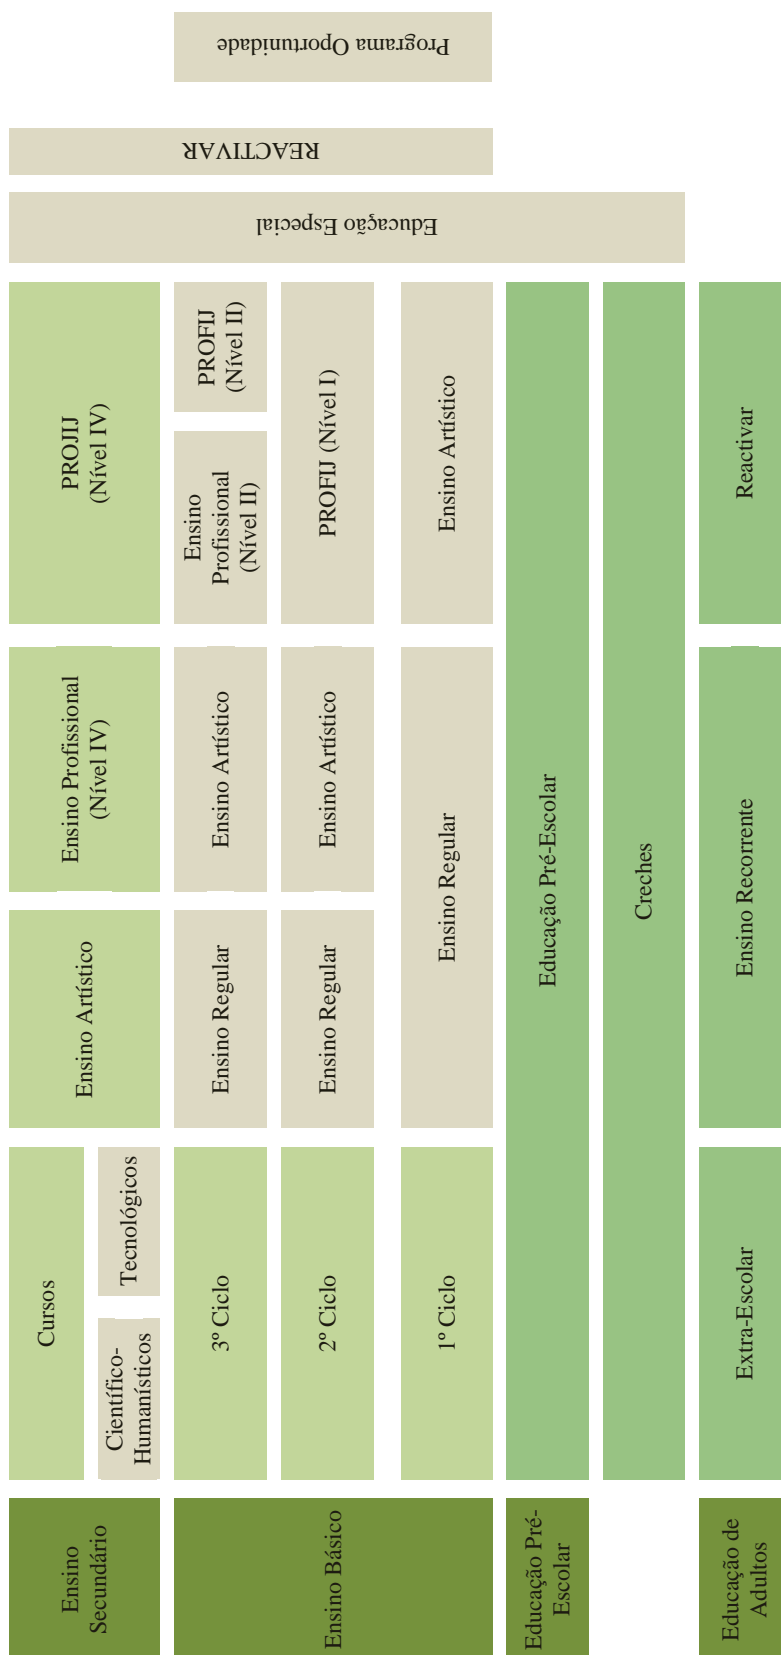 Ensino
Secundário
Cursos
Científico-
Humanísticos
Tecnológicos
Ensino Artístico
Ensino Profissional
(Nível IV)
PROJIJ
(Nível IV)
Ensino Básico
3º Ciclo
Ensino Regular
Ensino Artístico
Ensino
Profissional
(Nível II)
PROFIJ
(Nível II)
2º Ciclo
Ensino Regular
Ensino Artístico
PROFIJ (Nível I)
1º Ciclo
Ensino Regular
Ensino Artístico
Educação Pré-
Escolar
Educação Pré-Escolar
Creches
Educação de
Adultos
Extra-Escolar
Ensino Recorrente
Reactivar
Educação Especial
REACTIVAR
Programa Oportunidade